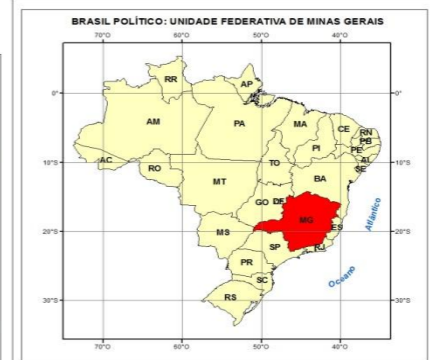 BRASIL POLÍTICO: UNIDADE FEDERATIVA DE MINAS GERAIS
70°O 60°O 50°O 40°O
RR AP
0° 0°
AM PA MA CE RN
PB
PI PE
AC AL
10°S 10°S
RO TO SE
MT BA
GO DF
MG
MS ES
20°S 20°S
SP RJ
Atlântico
PR
SC
Oceano
RS
30°S 30°S
70°O 60°O 50°O 40°O